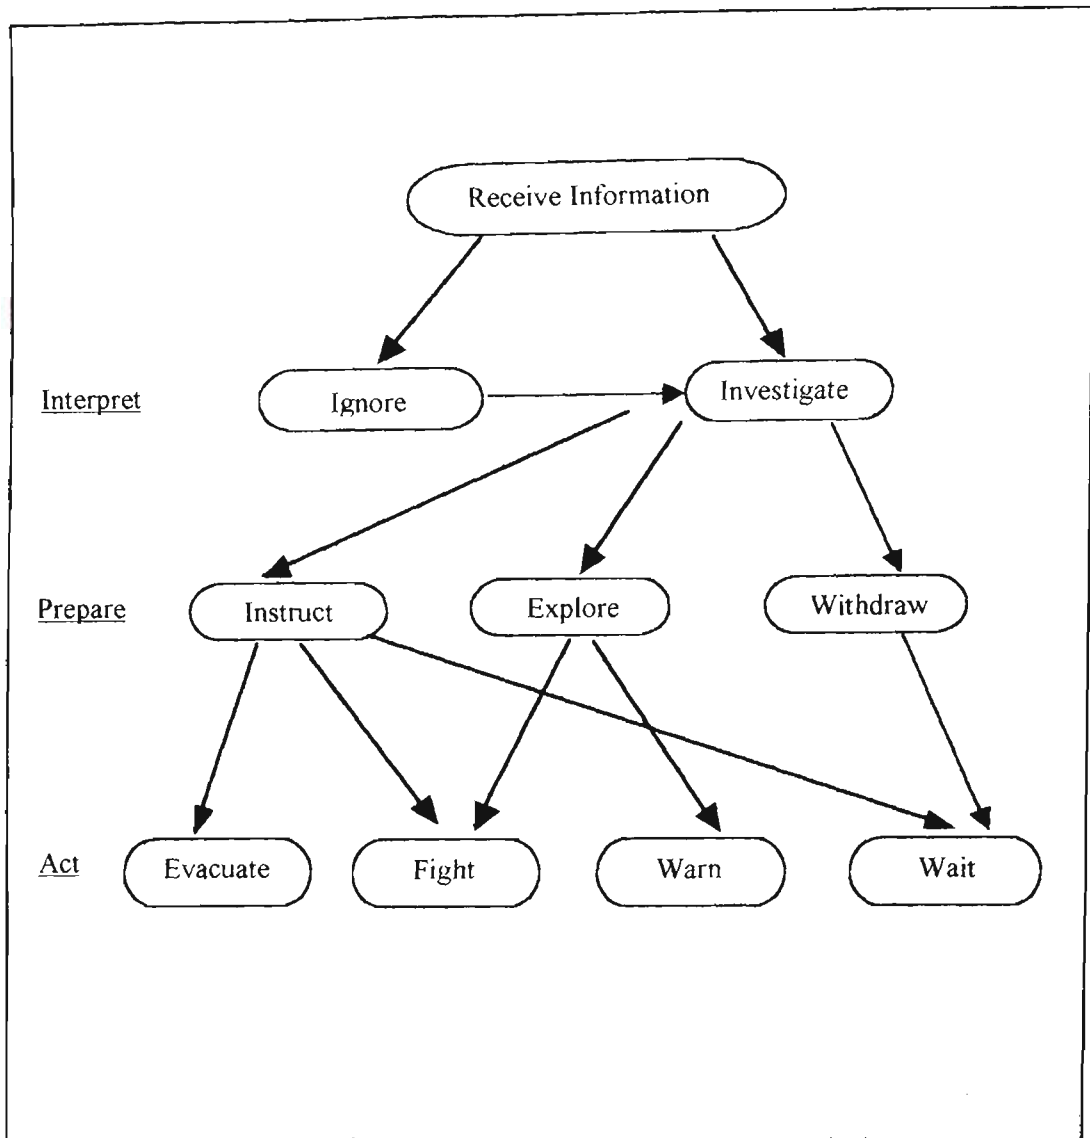 Receive Information
Interpret
Ignore
Investigate
Prepare
Instruct
Explore
Withdraw
Act
Evacuate
Fight
Warn
Wait